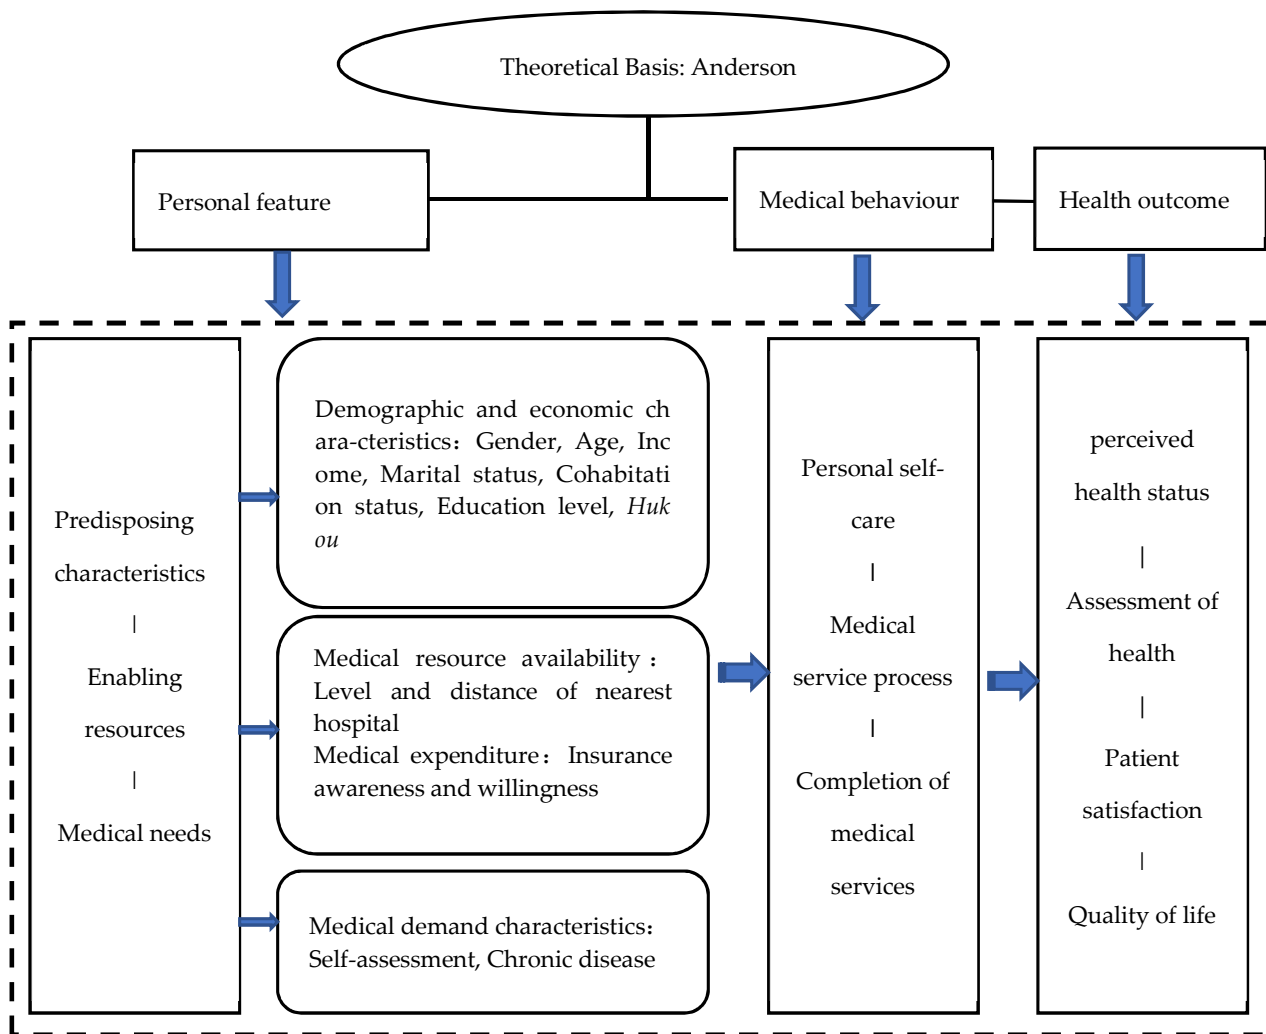 Theoretical Basis: Anderson
Personal feature
Medical behaviour
Health outcome
Predisposing
characteristics
|
Enabling
resources
|
Medical needs
Demographic and economic ch
ara-cteristics：Gender, Age, Inc
ome, Marital status, Cohabitati
on status, Education level, Huk
ou
Medical resource availability：
Level and distance of nearest
hospital
Medical expenditure：Insurance
awareness and willingness
Medical demand characteristics：
Self-assessment, Chronic disease
Personal self-
care
|
Medical
service process
|
Completion of
medical
services
perceived
health status
|
Assessment of
health
|
Patient
satisfaction
|
Quality of life